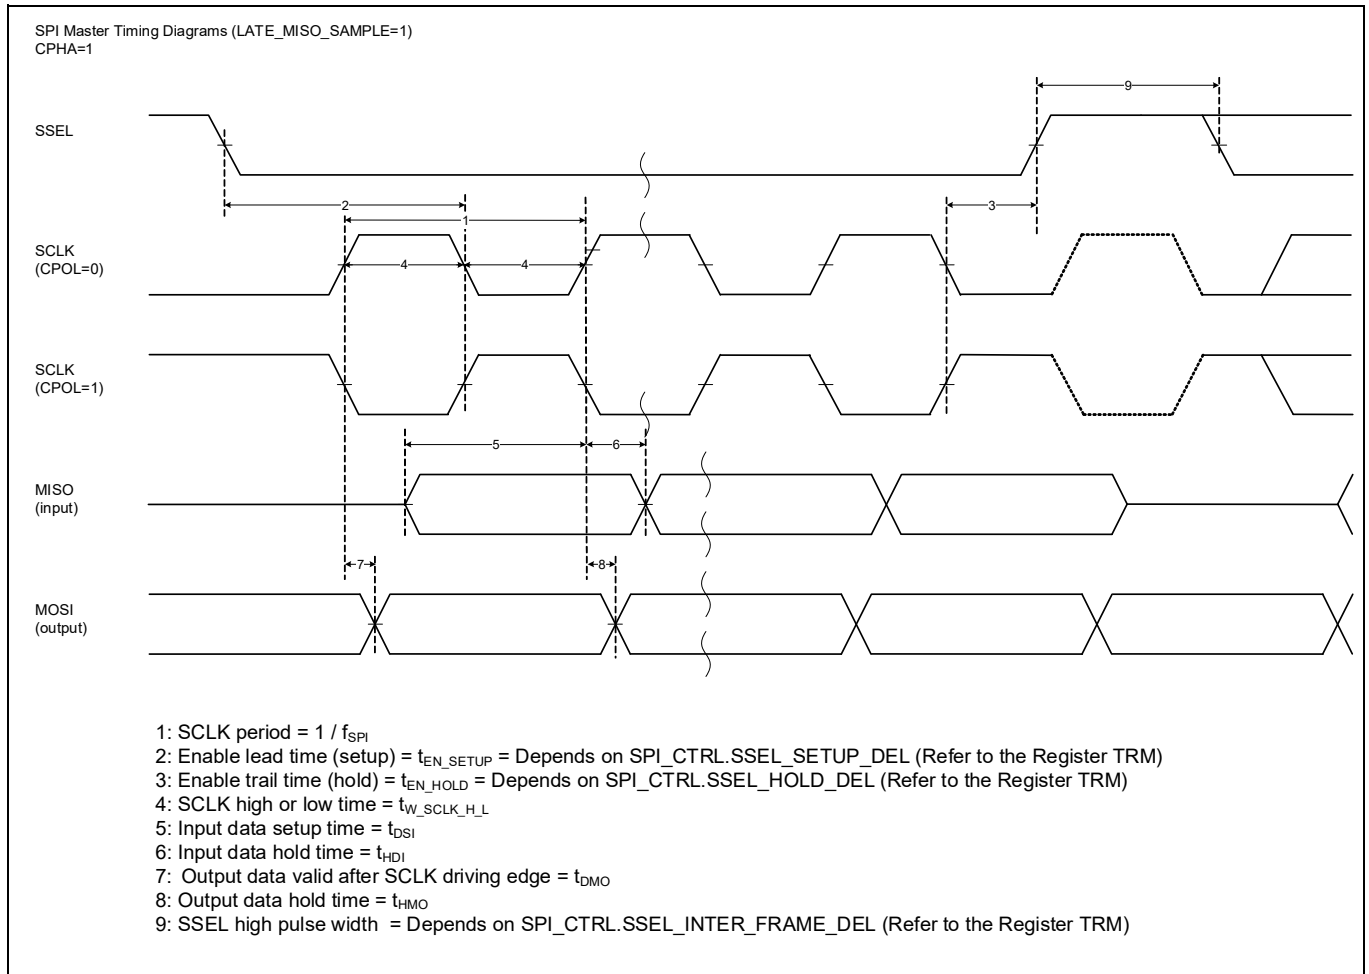 SPI Master Timing Diagrams (LATE_MISO_SAMPLE=1)
CPHA=1
9
SSEL
2
3
1
SCLK
(CPOL=0)
4
4
SCLK
(CPOL=1)
5
6
MISO
(input)
7
8
MOSI
(output)
1: SCLK period = 1 / fSPI
2: Enable lead time (setup) = tEN_SETUP = Depends on SPI_CTRL.SSEL_SETUP_DEL (Refer to the Register TRM)
3: Enable trail time (hold) = tEN_HOLD = Depends on SPI_CTRL.SSEL_HOLD_DEL (Refer to the Register TRM)
4: SCLK high or low time = tW_SCLK_H_L
5: Input data setup time = tDSI
6: Input data hold time = tHDI
7: Output data valid after SCLK driving edge = tDMO
8: Output data hold time = tHMO
9: SSEL high pulse width = Depends on SPI_CTRL.SSEL_INTER_FRAME_DEL (Refer to the Register TRM)